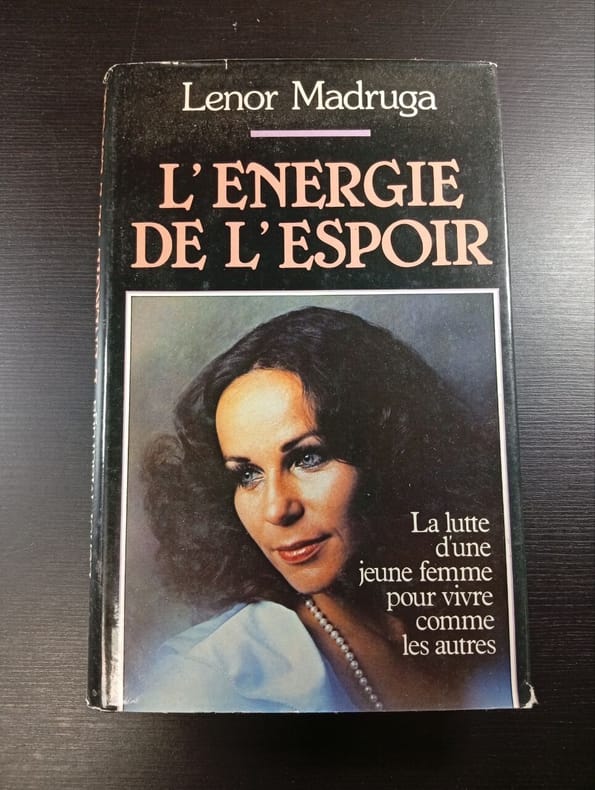 Lenor Madruga
L'ENERGIE
DE L'ESPOIR
La lutte
d'une
jeune femme
pour vivre
comme
les autres